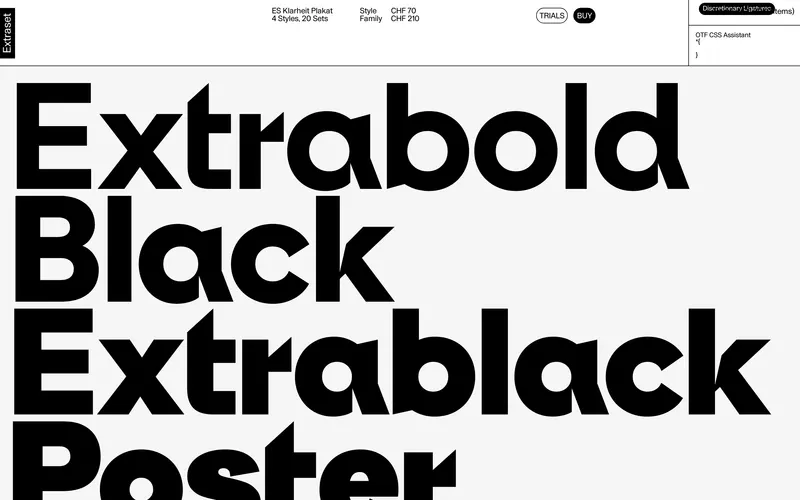 Extraset
ES Klarheit Plakat
4 Styles, 20 Sets
Style CHF 70
Family CHF 210
TRIALS
BUY
Discretionary Ligatures
items)
OTF CSS Assistant
*{
}
Extrabold
Black
Extrablack
Poster